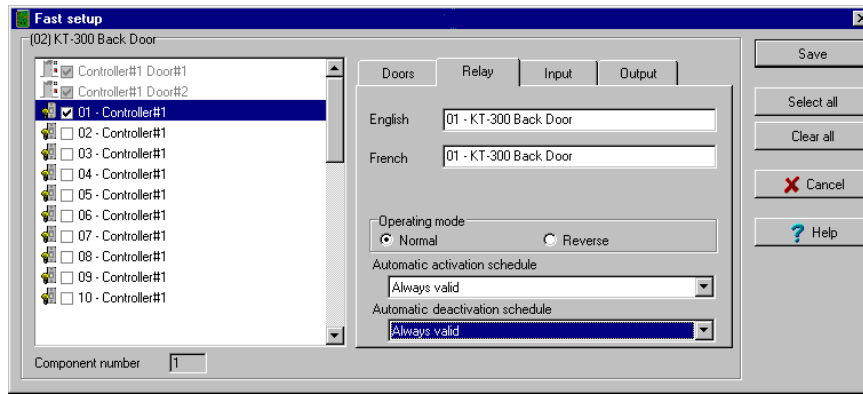 Fast setup
(02) KT-300 Back Door
Controller#1 Door#1
Controller#1 Door#2
01 - Controller#1
02 - Controller#1
03 - Controller#1
04 - Controller#1
05 - Controller#1
06 - Controller#1
07 - Controller#1
08 - Controller#1
09 - Controller#1
10 - Controller#1
Component number 1
Doors Relay Input Output
English 01 - KT-300 Back Door
French 01 - KT-300 Back Door
Operating mode
Normal Reverse
Automatic activation schedule
Always valid
Automatic deactivation schedule
Always valid
Save
Select all
Clear all
Cancel
? Help